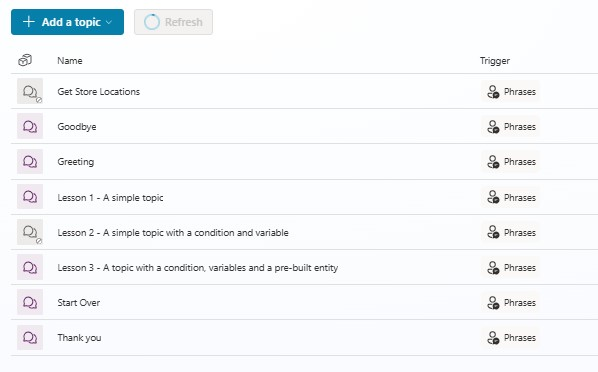 Add a topic
Refresh
Name Trigger
Get Store Locations Phrases
Goodbye Phrases
Greeting Phrases
Lesson 1 - A simple topic Phrases
Lesson 2 - A simple topic with a condition and variable Phrases
Lesson 3 - A topic with a condition, variables and a pre-built entity Phrases
Start Over Phrases
Thank you Phrases